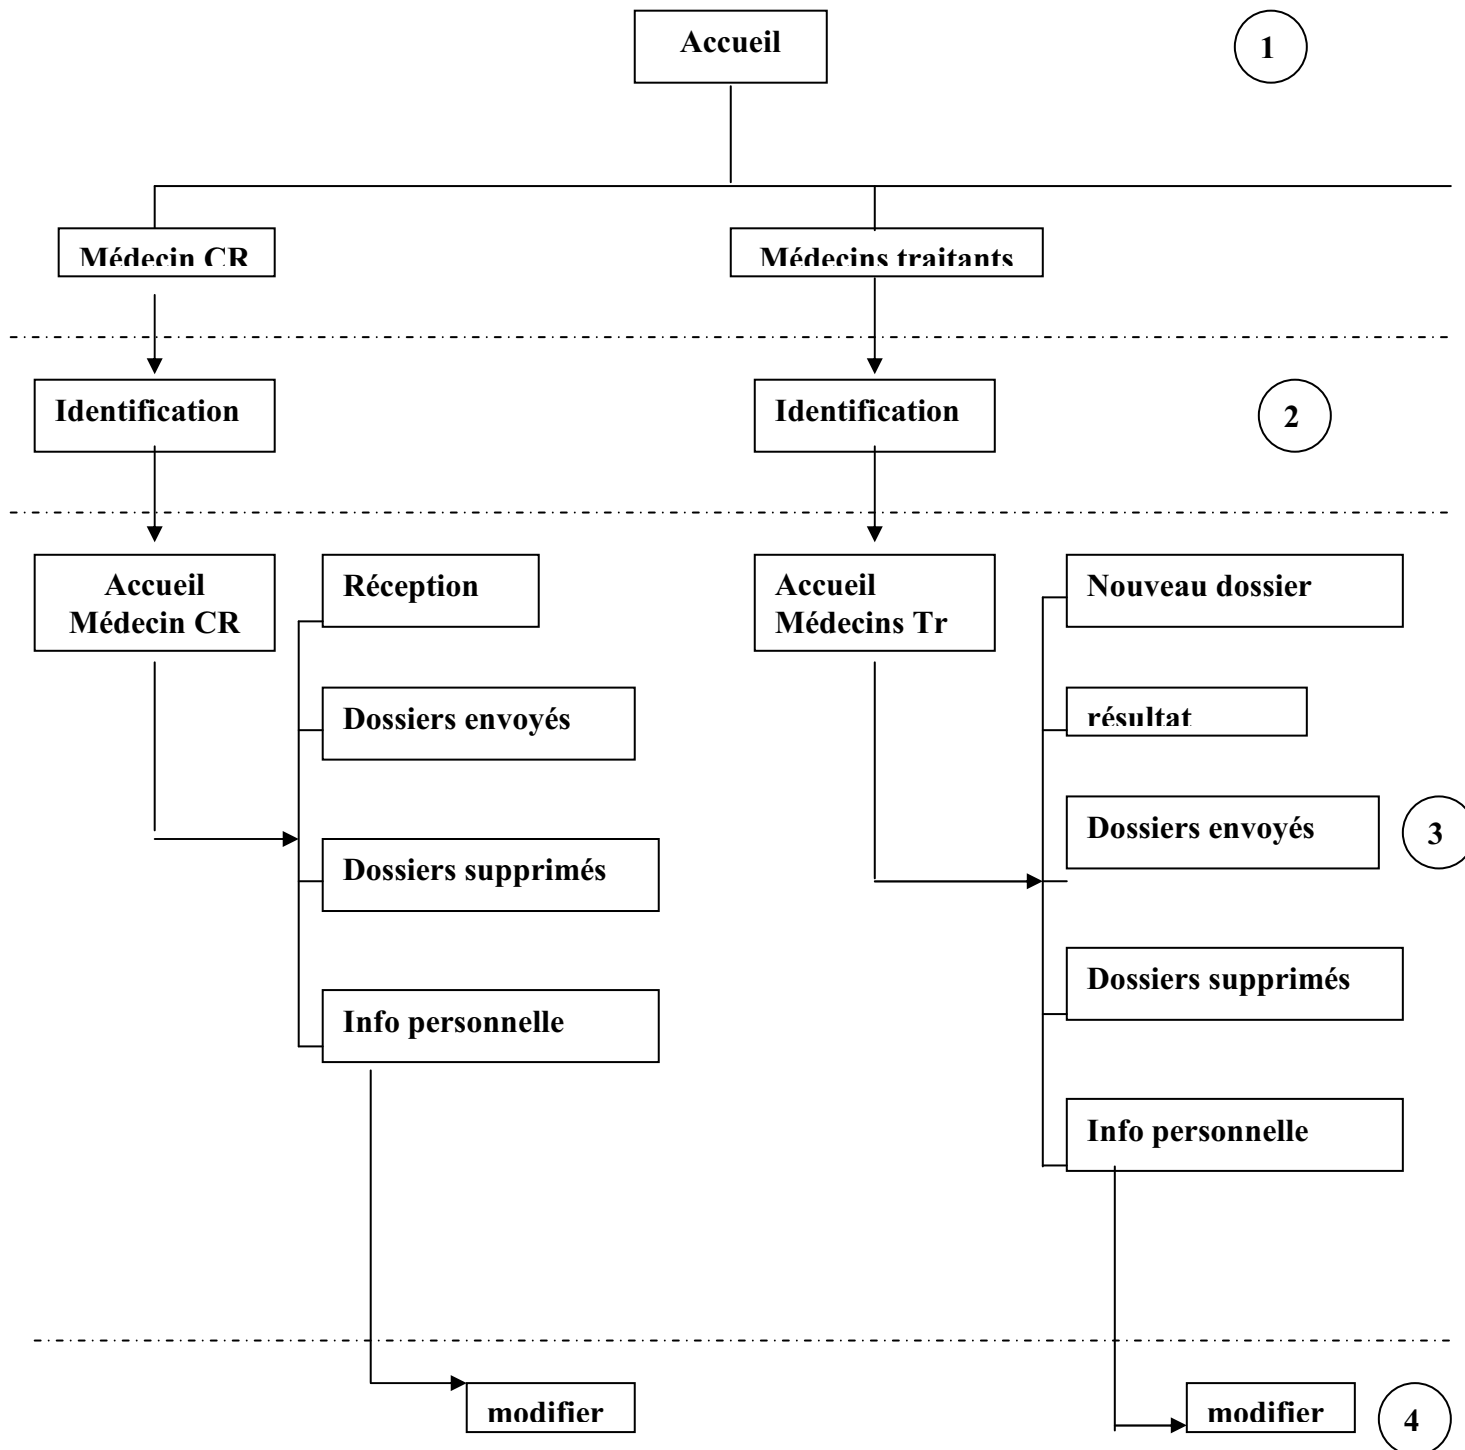 Accueil
1
Médecin CR
Médecins traitants
Identification
Identification
2
Accueil
Médecin CR
Réception
Dossiers envoyés
Dossiers supprimés
Info personnelle
Accueil
Médecins Tr
Nouveau dossier
résultat
Dossiers envoyés
3
Dossiers supprimés
Info personnelle
modifier
modifier
4